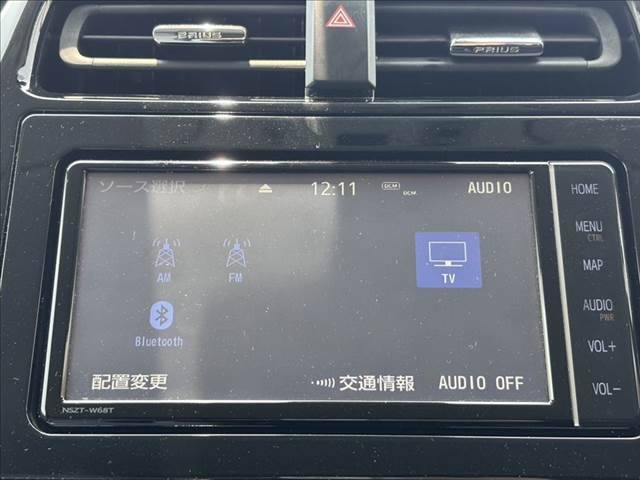 PRIUS
PRIUS
ソース選択
12:11
DCM
DCM
AUDIO
AM
FM
TV
Bluetooth
配置変更
交通情報
AUDIO OFF
NSZT-W68T
HOME
MENU
CTRL
MAP
AUDIO
PWR
VOL+
VOL-